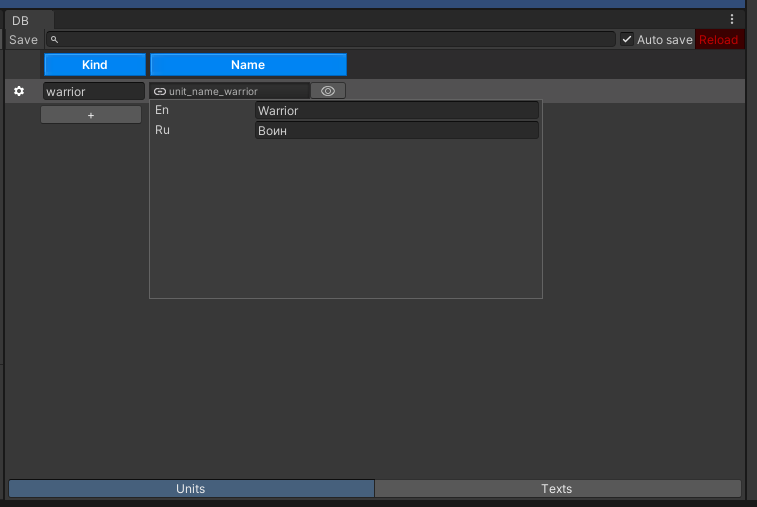 DB
Save Auto save Reload
Kind Name
warrior unit_name_warrior
+
En Warrior
Ru Воин
Units Texts